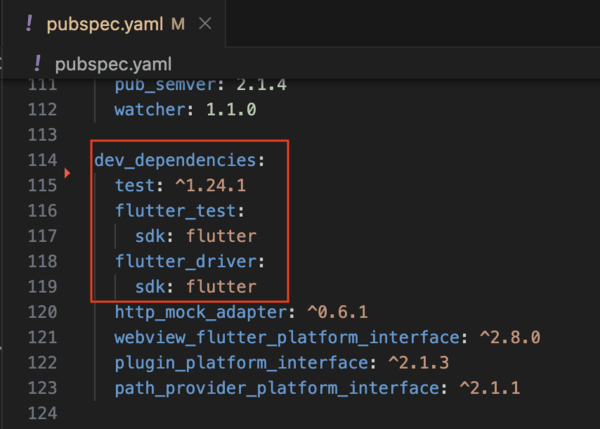 ! pubspec.yaml M ×
! pubspec.yaml
111 pub_semver: 2.1.4
112 watcher: 1.1.0
113
114 dev_dependencies:
115 test: ^1.24.1
116 flutter_test:
117 sdk: flutter
118 flutter_driver:
119 sdk: flutter
120 http_mock_adapter: ^0.6.1
121 webview_flutter_platform_interface: ^2.8.0
122 plugin_platform_interface: ^2.1.3
123 path_provider_platform_interface: ^2.1.1
124